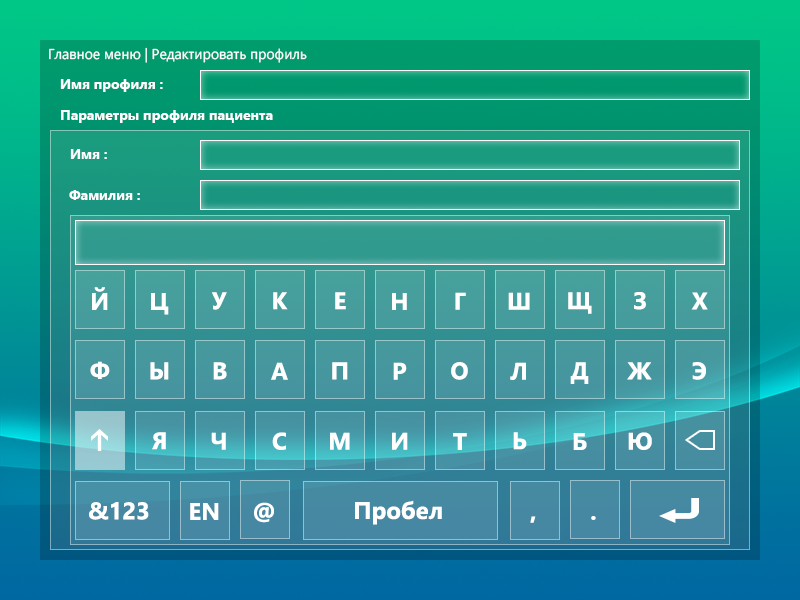 Главное меню | Редактировать профиль
Имя профиля :
Параметры профиля пациента
Имя :
Фамилия :
Й Ц У К Е Н Г Ш Щ З Х
Ф Ы В А П Р О Л Д Ж Э
Я Ч С М И Т Ь Б Ю
&123 EN @ Пробел , .